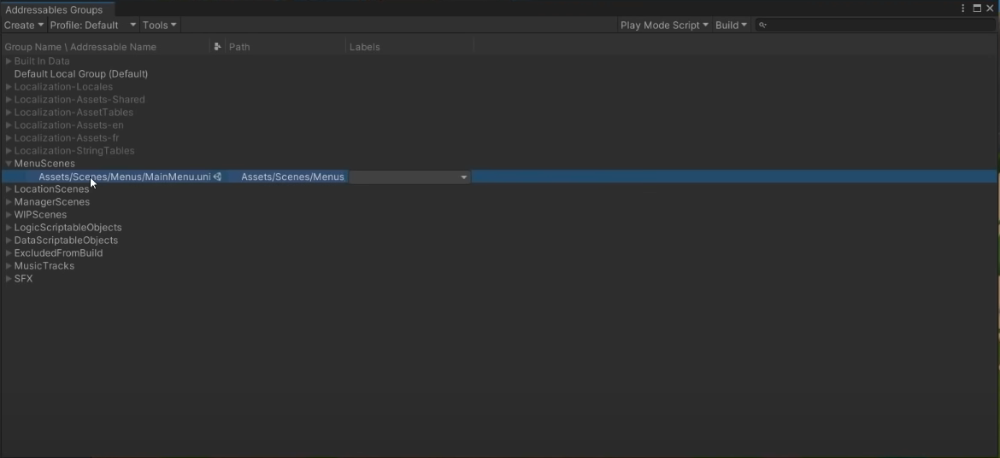 Addressables Groups
Create Profile: Default Tools Play Mode Script Build
Group Name \ Addressable Name Path Labels
Built In Data
Default Local Group (Default)
Localization-Locales
Localization-Assets-Shared
Localization-AssetTables
Localization-Assets-en
Localization-Assets-fr
Localization-StringTables
MenuScenes
Assets/Scenes/Menus/MainMenu.uni Assets/Scenes/Menus
LocationScenes
ManagerScenes
WIPScenes
LogicScriptableObjects
DataScriptableObjects
ExcludedFromBuild
MusicTracks
SFX